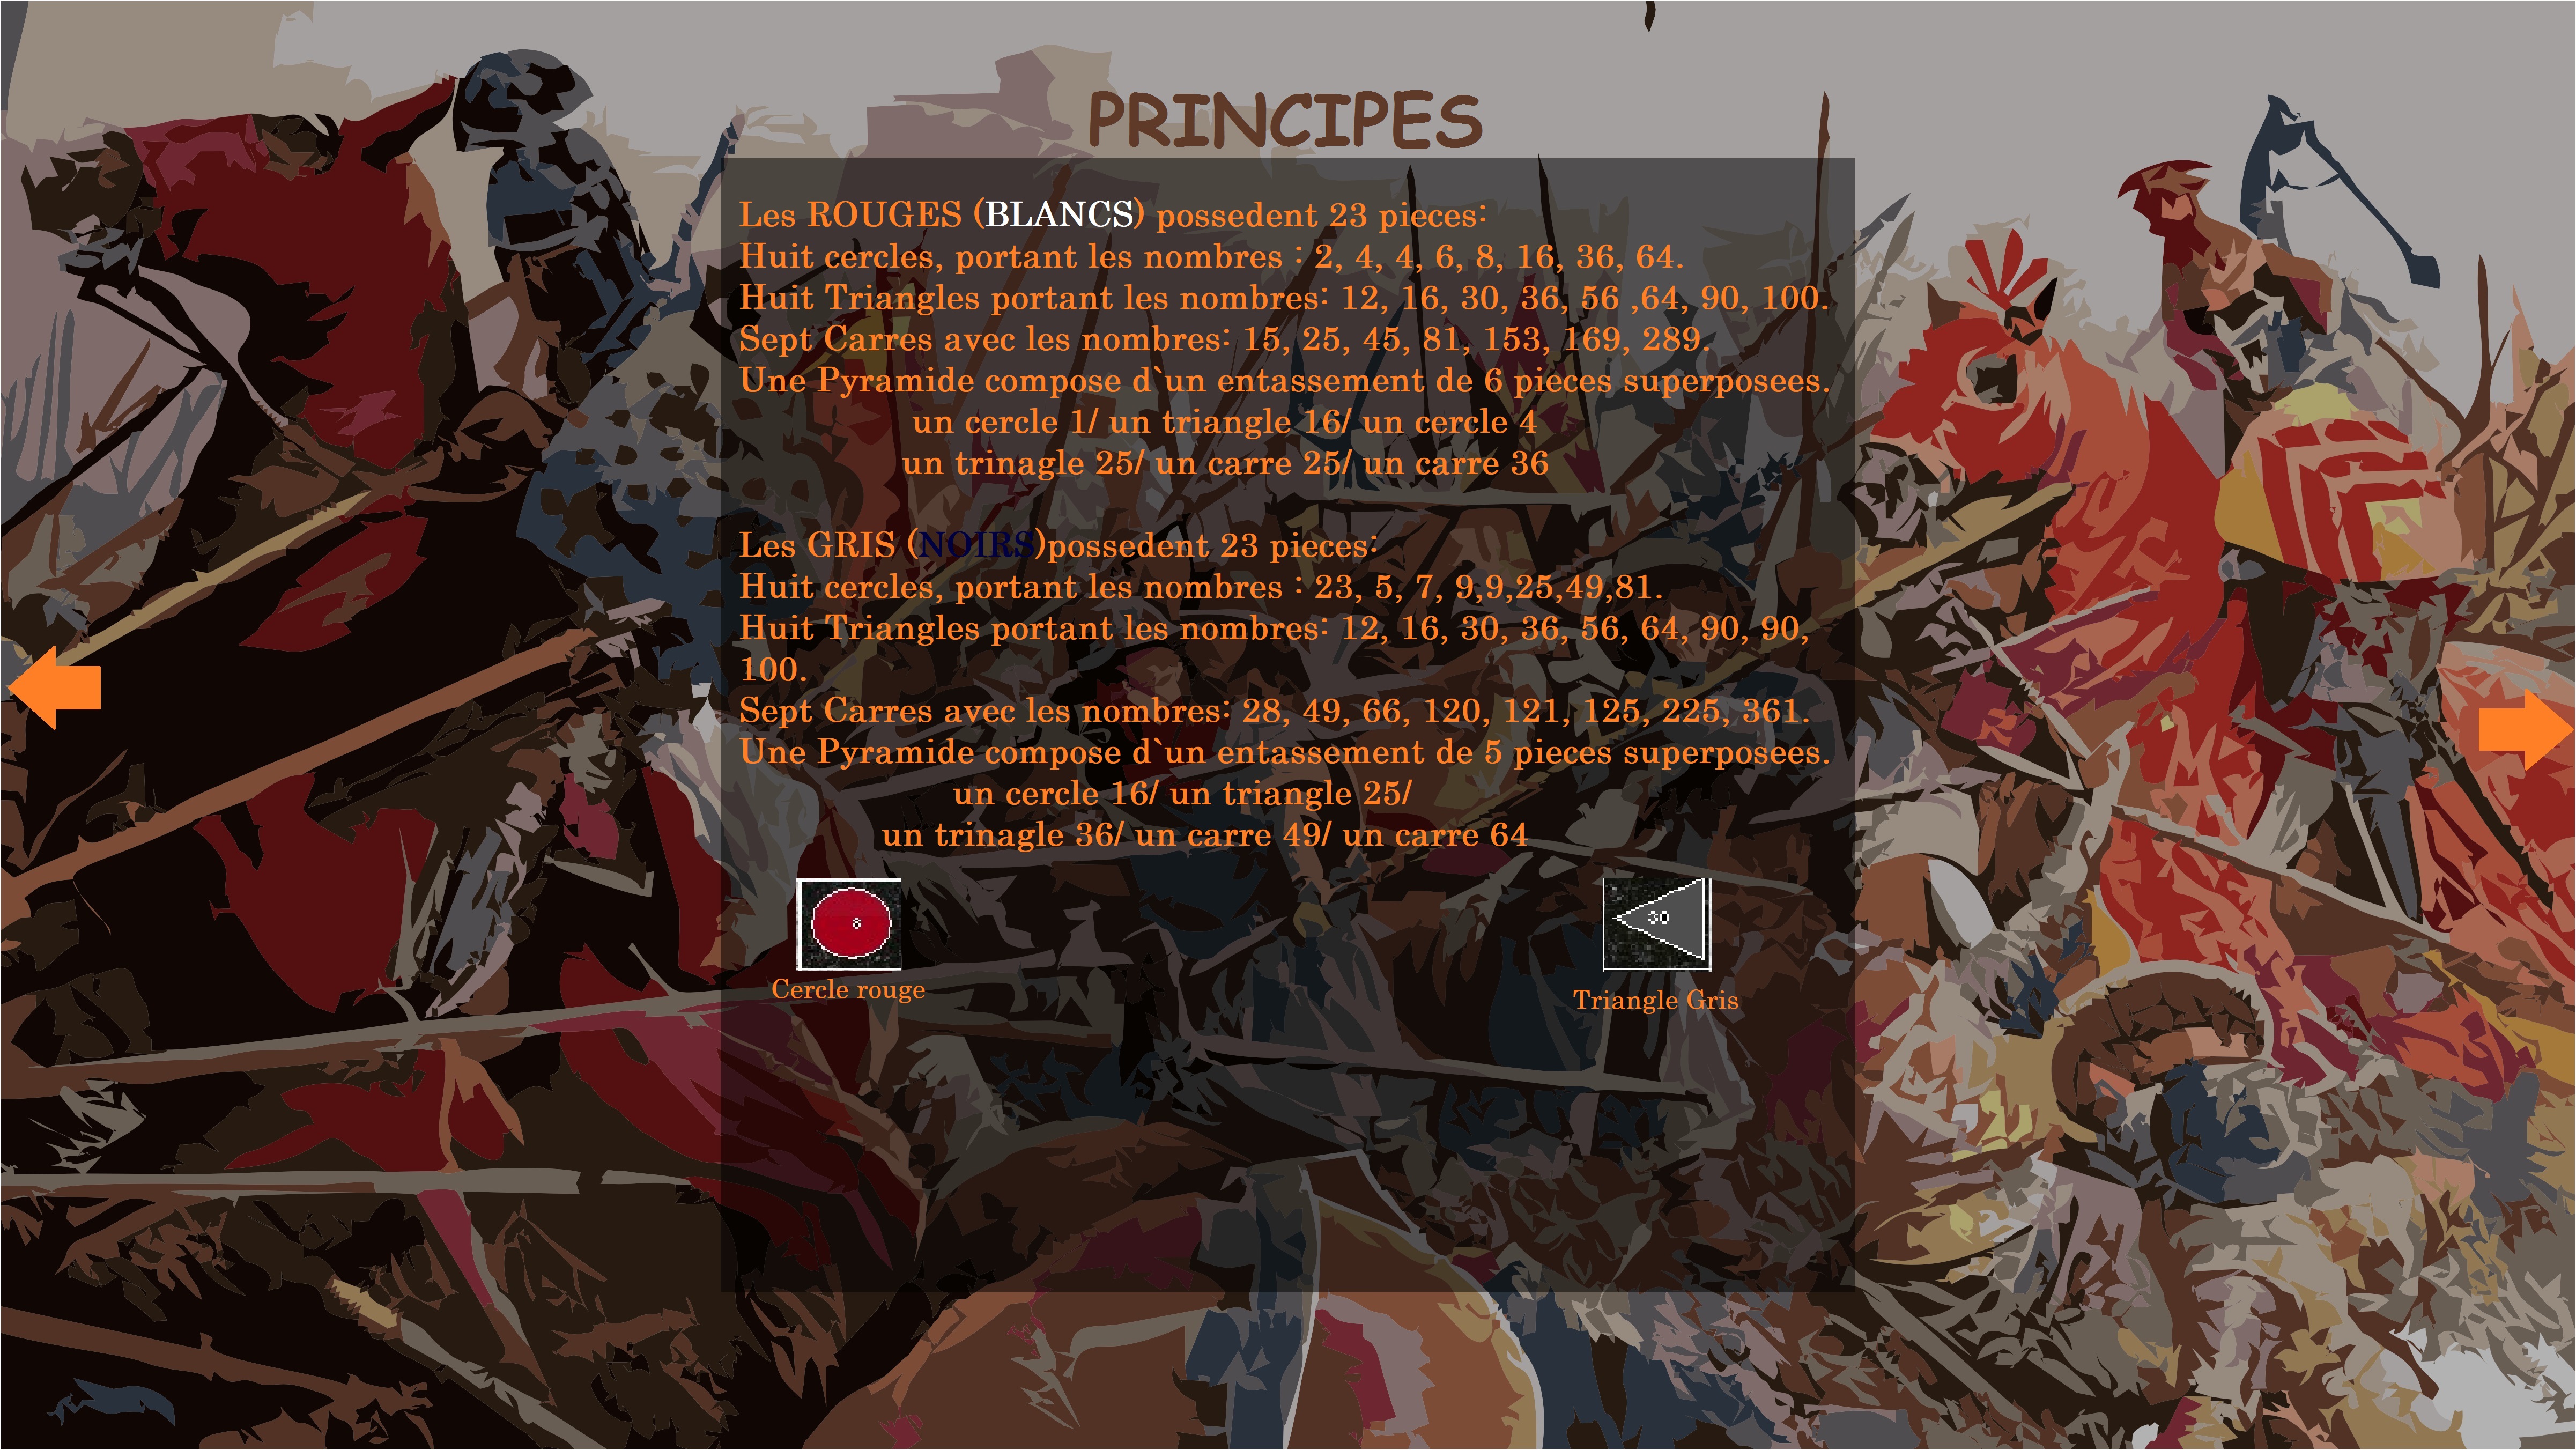 PRINCIPES
Les ROUGES (BLANCS) possedent 23 pieces:
Huit cercles, portant les nombres : 2, 4, 4, 6, 8, 16, 36, 64.
Huit Triangles portant les nombres: 12, 16, 30, 36, 56 ,64, 90, 100.
Sept Carres avec les nombres: 15, 25, 45, 81, 153, 169, 289.
Une Pyramide compose d`un entassement de 6 pieces superposees.
un cercle 1/ un triangle 16/ un cercle 4
un trinagle 25/ un carre 25/ un carre 36
Les GRIS (NOIRS)possedent 23 pieces:
Huit cercles, portant les nombres : 23, 5, 7, 9,9,25,49,81.
Huit Triangles portant les nombres: 12, 16, 30, 36, 56, 64, 90, 90,
100.
Sept Carres avec les nombres: 28, 49, 66, 120, 121, 125, 225, 361.
Une Pyramide compose d`un entassement de 5 pieces superposees.
un cercle 16/ un triangle 25/
un trinagle 36/ un carre 49/ un carre 64
8
30
Cercle rouge
Triangle Gris